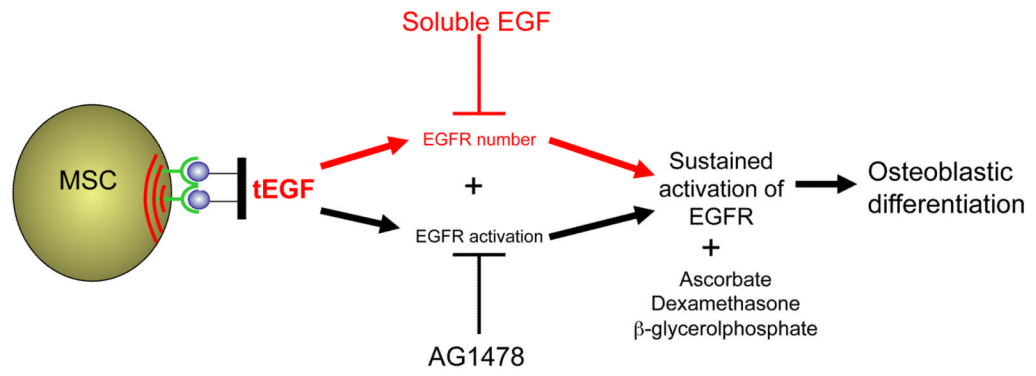 Soluble EGF
EGFR number
MSC
tEGF
+
Sustained
activation of
EGFR
Osteoblastic
differentiation
EGFR activation
+
Ascorbate
Dexamethasone
β-glycerolphosphate
AG1478